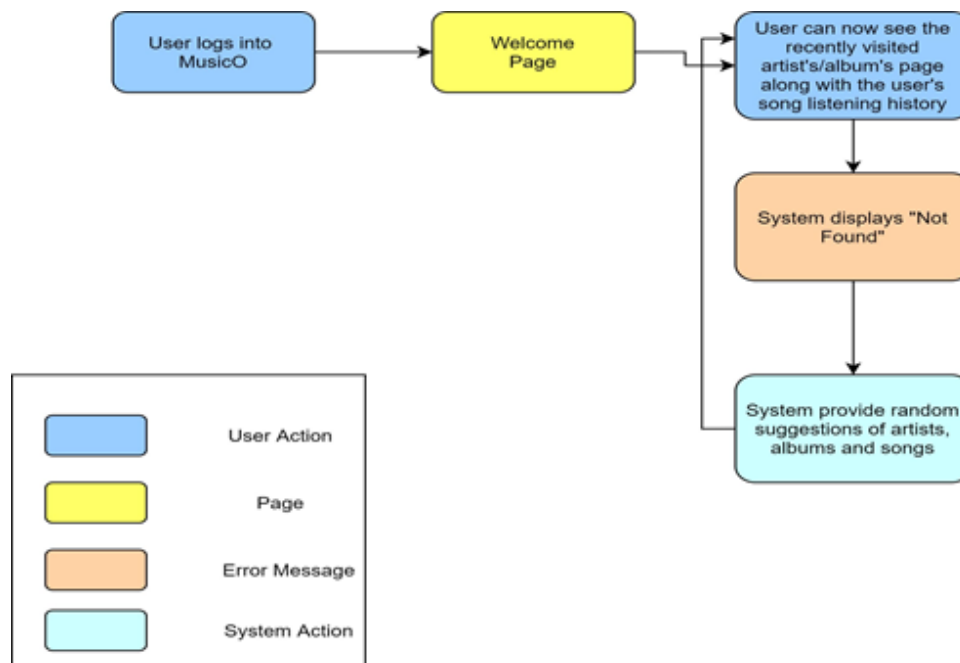 User logs into
MusicO
Welcome
Page
User can now see the
recently visited
artist's/album's page
along with the user's
song listening history
System displays "Not
Found"
System provide random
suggestions of artists,
albums and songs
User Action
Page
Error Message
System Action